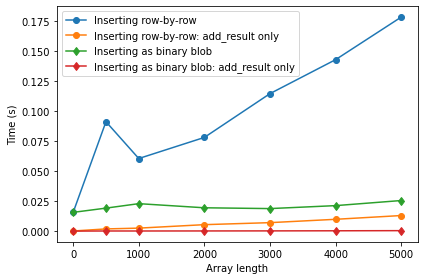 Inserting row-by-row
Inserting row-by-row: add_result only
Inserting as binary blob
Inserting as binary blob: add_result only
Time (s)
0.175
0.150
0.125
0.100
0.075
0.050
0.025
0.000
0 1000 2000 3000 4000 5000
Array length